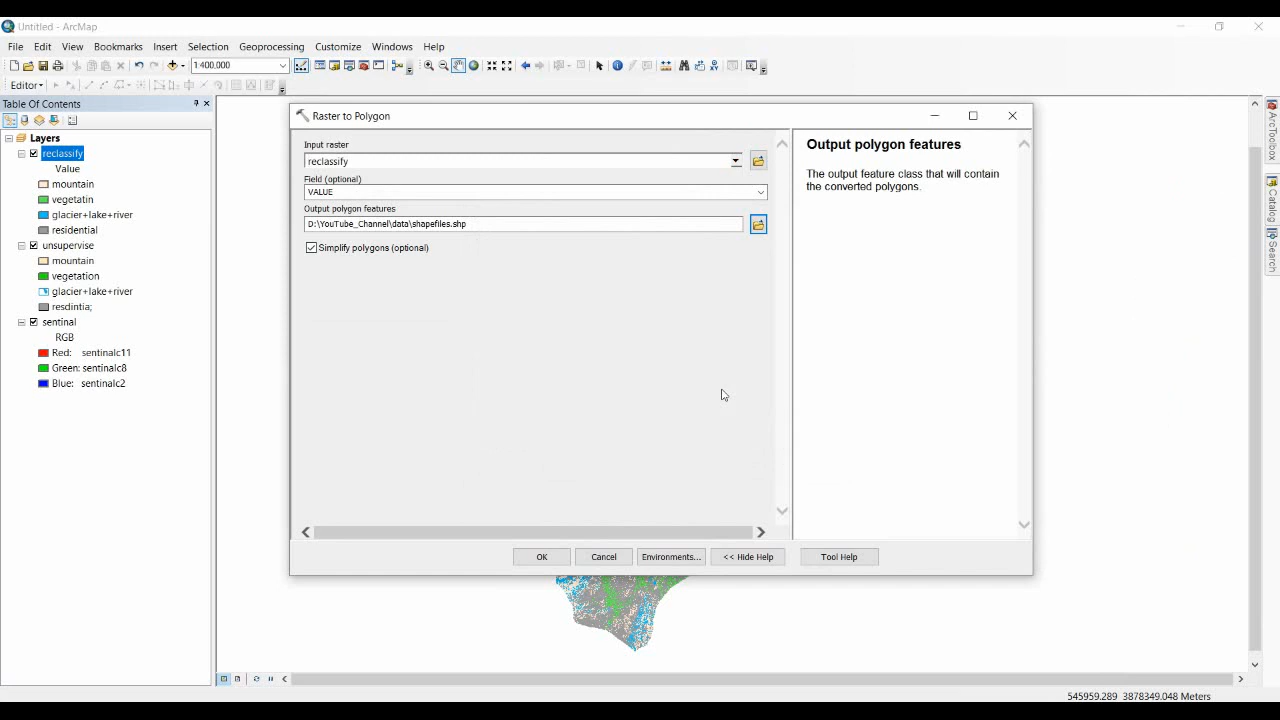 Untitled - ArcMap
File Edit View Bookmarks Insert Selection Geoprocessing Customize Windows Help
1:400,000
Editor
Table Of Contents
Layers
reclassify
Value
mountain
vegetatin
glacier+lake+river
residential
unsupervise
mountain
vegetation
glacier+lake+river
resdintia;
sentinal
RGB
Red: sentinalc11
Green: sentinalc8
Blue: sentinalc2
Raster to Polygon
Input raster
reclassify
Field (optional)
VALUE
Output polygon features
D:\YouTube_Channel\data\shapefiles.shp
Simplify polygons (optional)
OK Cancel Environments... << Hide Help Tool Help
Output polygon features
The output feature class that will contain
the converted polygons.
ArcToolbox
Catalog
Search
545959.289 3878349.048 Meters